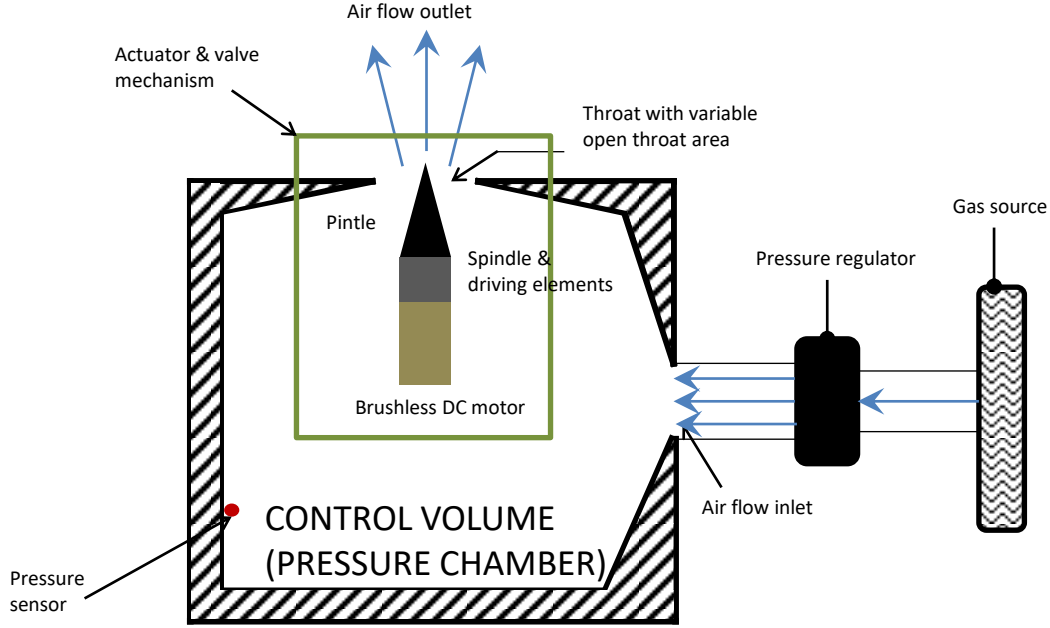 Air flow outlet
Actuator & valve
mechanism
Throat with variable
open throat area
Gas source
Pintle
Spindle &
driving elements
Pressure regulator
Brushless DC motor
Air flow inlet
CONTROL VOLUME
(PRESSURE CHAMBER)
Pressure
sensor